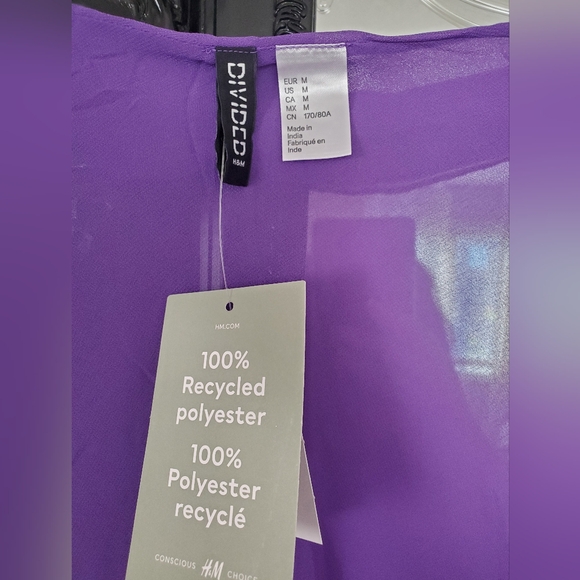 DIVIDED
H&M
EUR M
US M
CA M
MX M
CN 170/80A
Made in
India
Fabriqué en
Inde
HM.COM
100%
Recycled
polyester
100%
Polyester
recyclé
CONSCIOUS H&M CHOICE